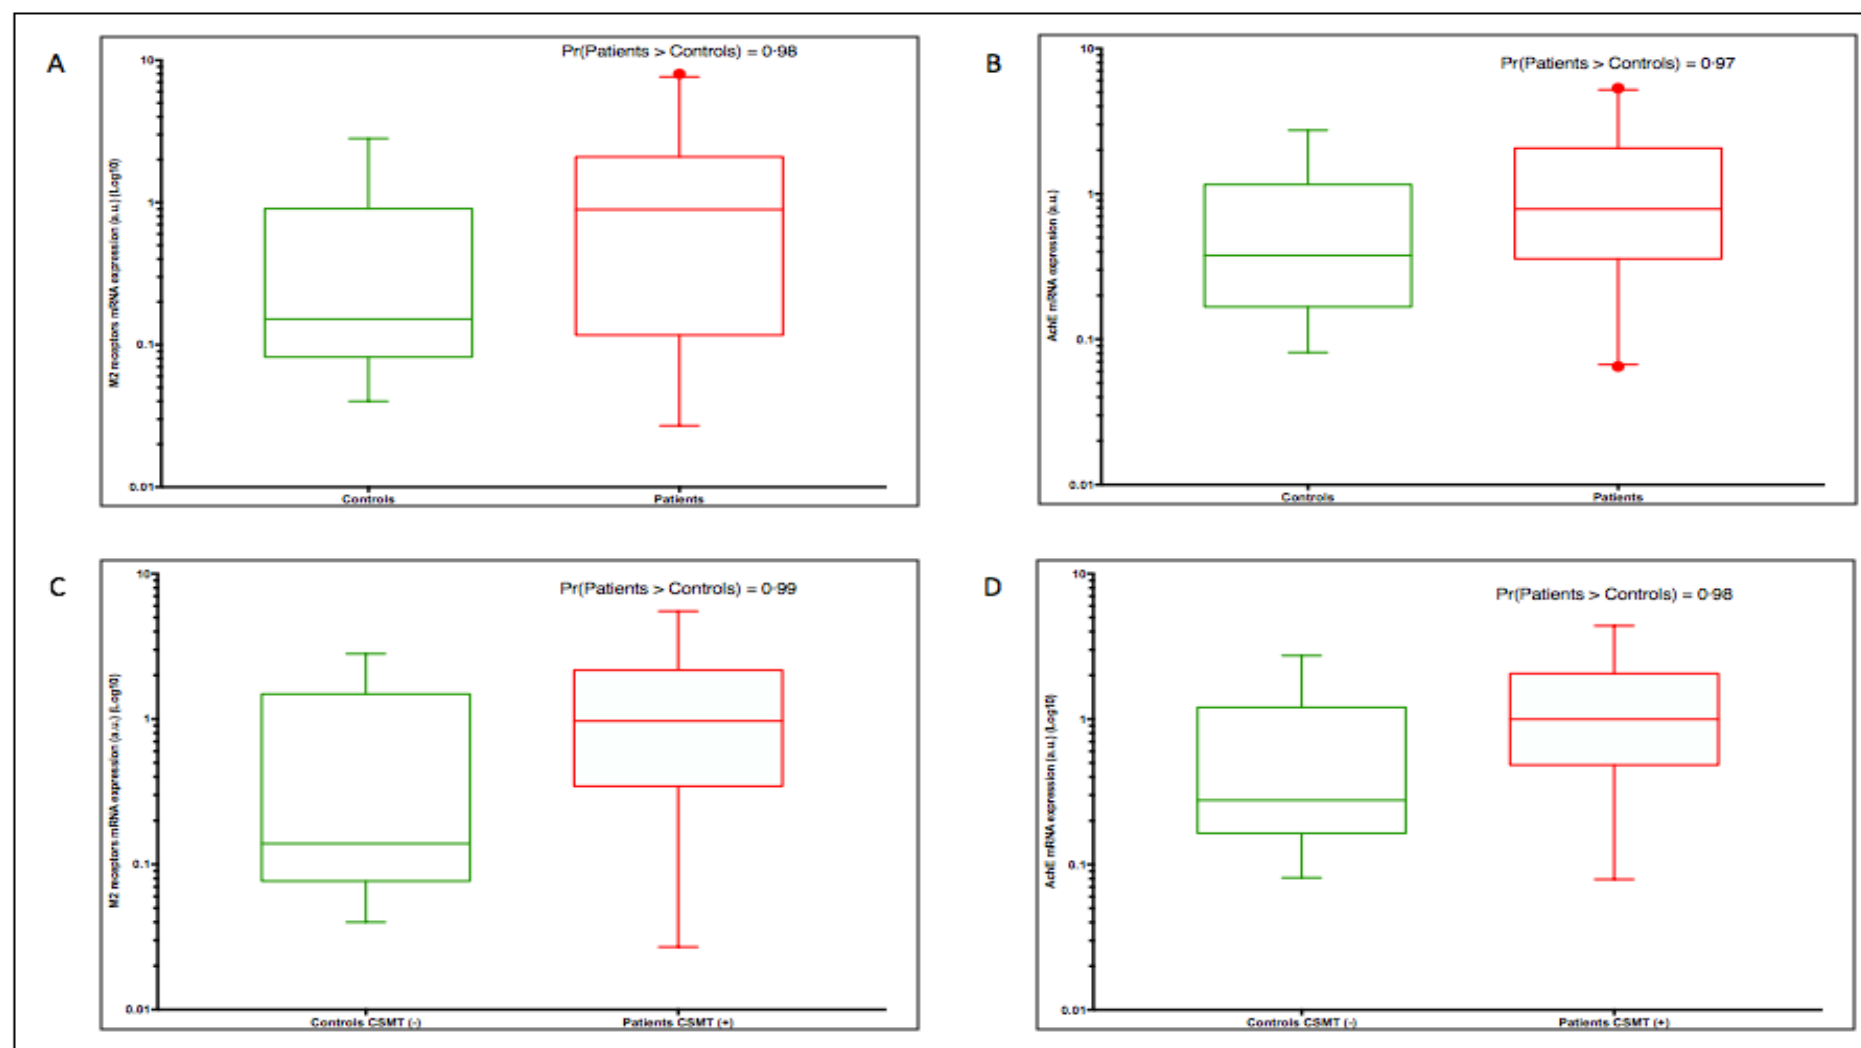 A
Pr(Patients > Controls) = 0·98
M2 receptors mRNA expression (a.u.) (Log10)
10
1
0.1
0.01
Controls Patients
B
Pr(Patients > Controls) = 0·97
AchE mRNA expression (a.u.)
10
1
0.1
0.01
Controls Patients
C
Pr(Patients > Controls) = 0·99
M2 receptors mRNA expression (a.u.) (Log10)
10
1
0.1
0.01
Controls CSMT (-) Patients CSMT (+)
D
Pr(Patients > Controls) = 0·98
AchE mRNA expression (a.u.) (Log10)
10
1
0.1
0.01
Controls CSMT (-) Patients CSMT (+)